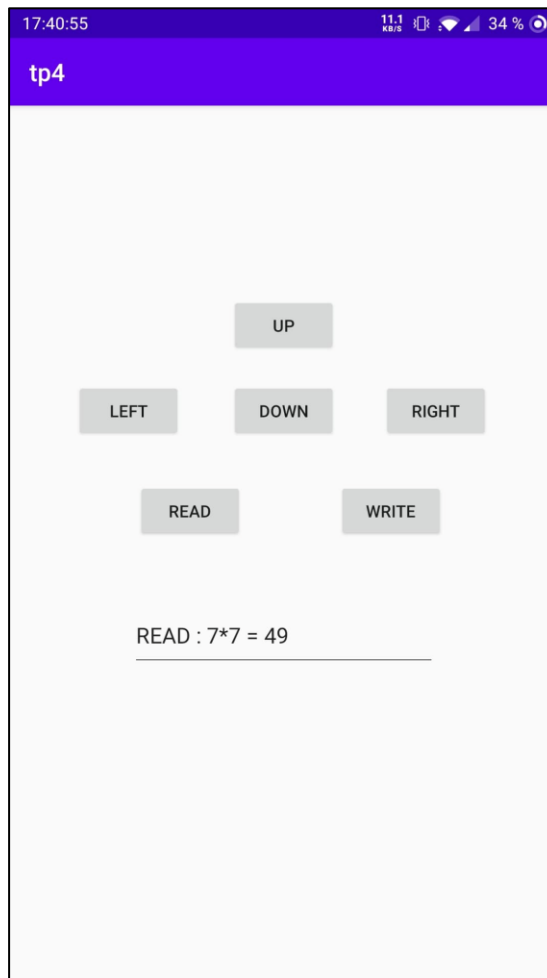 17:40:55 11.1 KB/S 34 %
tp4
UP
LEFT DOWN RIGHT
READ WRITE
READ : 7*7 = 49